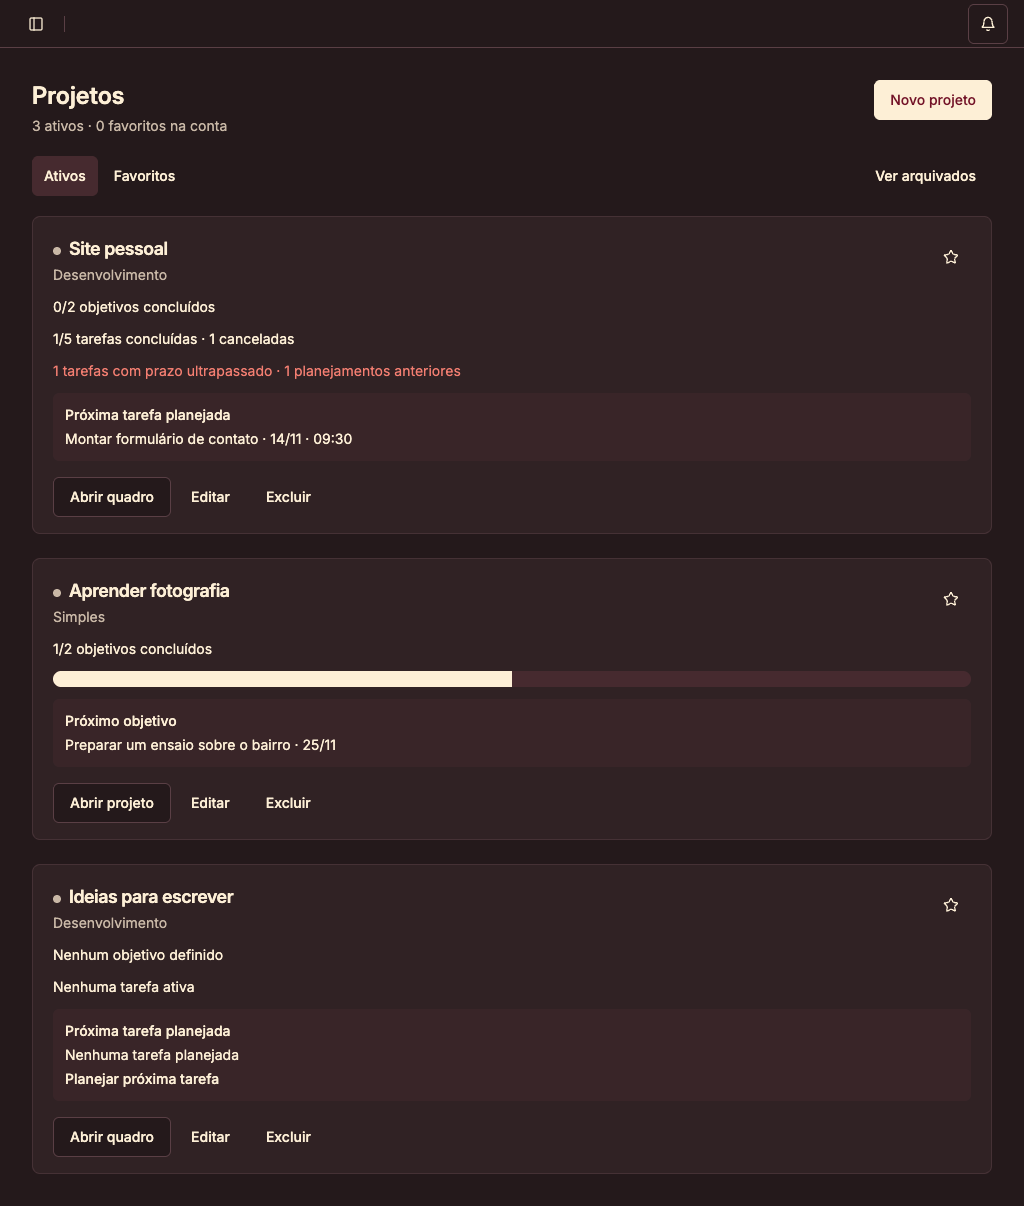 Projetos
Novo projeto
3 ativos · 0 favoritos na conta
Ativos
Favoritos
Ver arquivados
Site pessoal
Desenvolvimento
0/2 objetivos concluídos
1/5 tarefas concluídas · 1 canceladas
1 tarefas com prazo ultrapassado · 1 planejamentos anteriores
Próxima tarefa planejada
Montar formulário de contato · 14/11 · 09:30
Abrir quadro
Editar
Excluir
Aprender fotografia
Simples
1/2 objetivos concluídos
Próximo objetivo
Preparar um ensaio sobre o bairro · 25/11
Abrir projeto
Editar
Excluir
Ideias para escrever
Desenvolvimento
Nenhum objetivo definido
Nenhuma tarefa ativa
Próxima tarefa planejada
Nenhuma tarefa planejada
Planejar próxima tarefa
Abrir quadro
Editar
Excluir